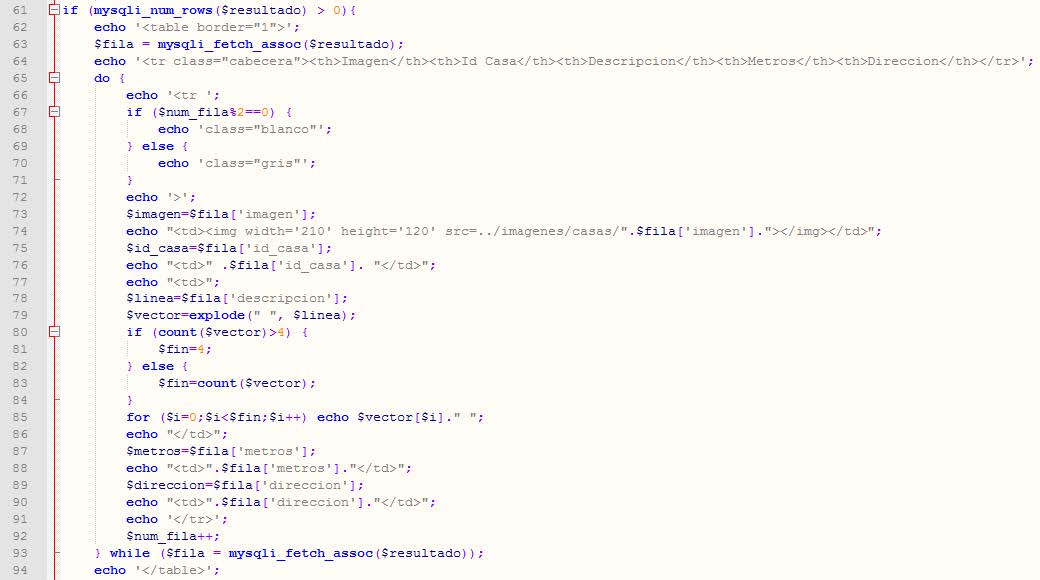 61 if (mysqli_num_rows($resultado) > 0){
62 echo '<table border="1">';
63 $fila = mysqli_fetch_assoc($resultado);
64 echo '<tr class="cabecera"><th>Imagen</th><th>Id Casa</th><th>Descripcion</th><th>Metros</th><th>Direccion</th></tr>';
65 do {
66 echo '<tr ';
67 if ($num_fila%2==0) {
68 echo 'class="blanco"';
69 } else {
70 echo 'class="gris"';
71 }
72 echo '>';
73 $imagen=$fila['imagen'];
74 echo "<td><img width='210' height='120' src=../imagenes/casas/".$fila['imagen']."></img></td>";
75 $id_casa=$fila['id_casa'];
76 echo "<td>" .$fila['id_casa']. "</td>";
77 echo "<td>";
78 $linea=$fila['descripcion'];
79 $vector=explode(" ", $linea);
80 if (count($vector)>4) {
81 $fin=4;
82 } else {
83 $fin=count($vector);
84 }
85 for ($i=0;$i<$fin;$i++) echo $vector[$i]." ";
86 echo "</td>";
87 $metros=$fila['metros'];
88 echo "<td>".$fila['metros']."</td>";
89 $direccion=$fila['direccion'];
90 echo "<td>".$fila['direccion']."</td>";
91 echo '</tr>';
92 $num_fila++;
93 } while ($fila = mysqli_fetch_assoc($resultado));
94 echo '</table>';